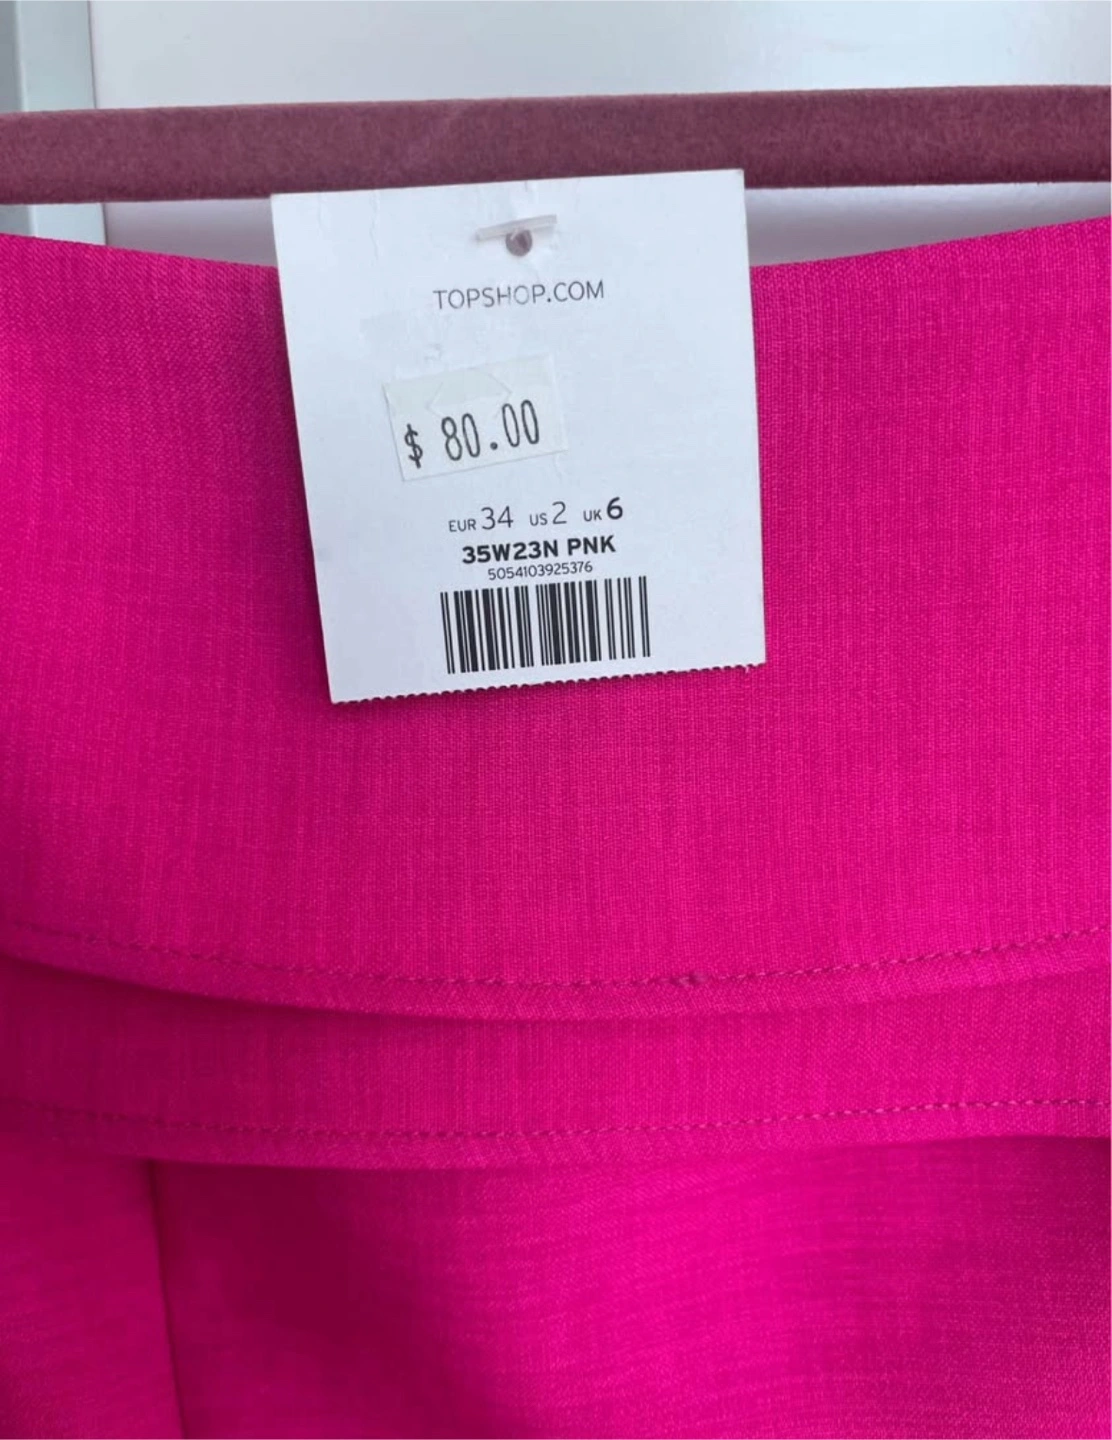 TOPSHOP.COM
$ 80.00
EUR 34 US 2 UK 6
35W23N PNK
5054103925376